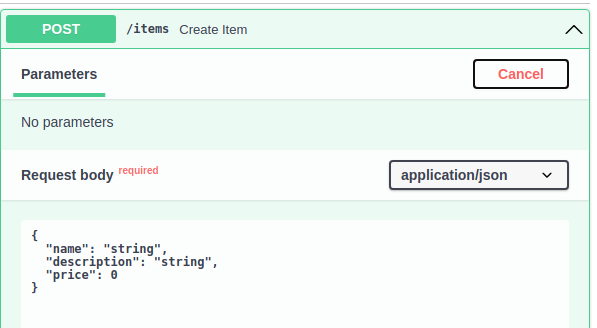 POST /items Create Item
Parameters Cancel
No parameters
Request body required application/json
{
  "name": "string",
  "description": "string",
  "price": 0
}